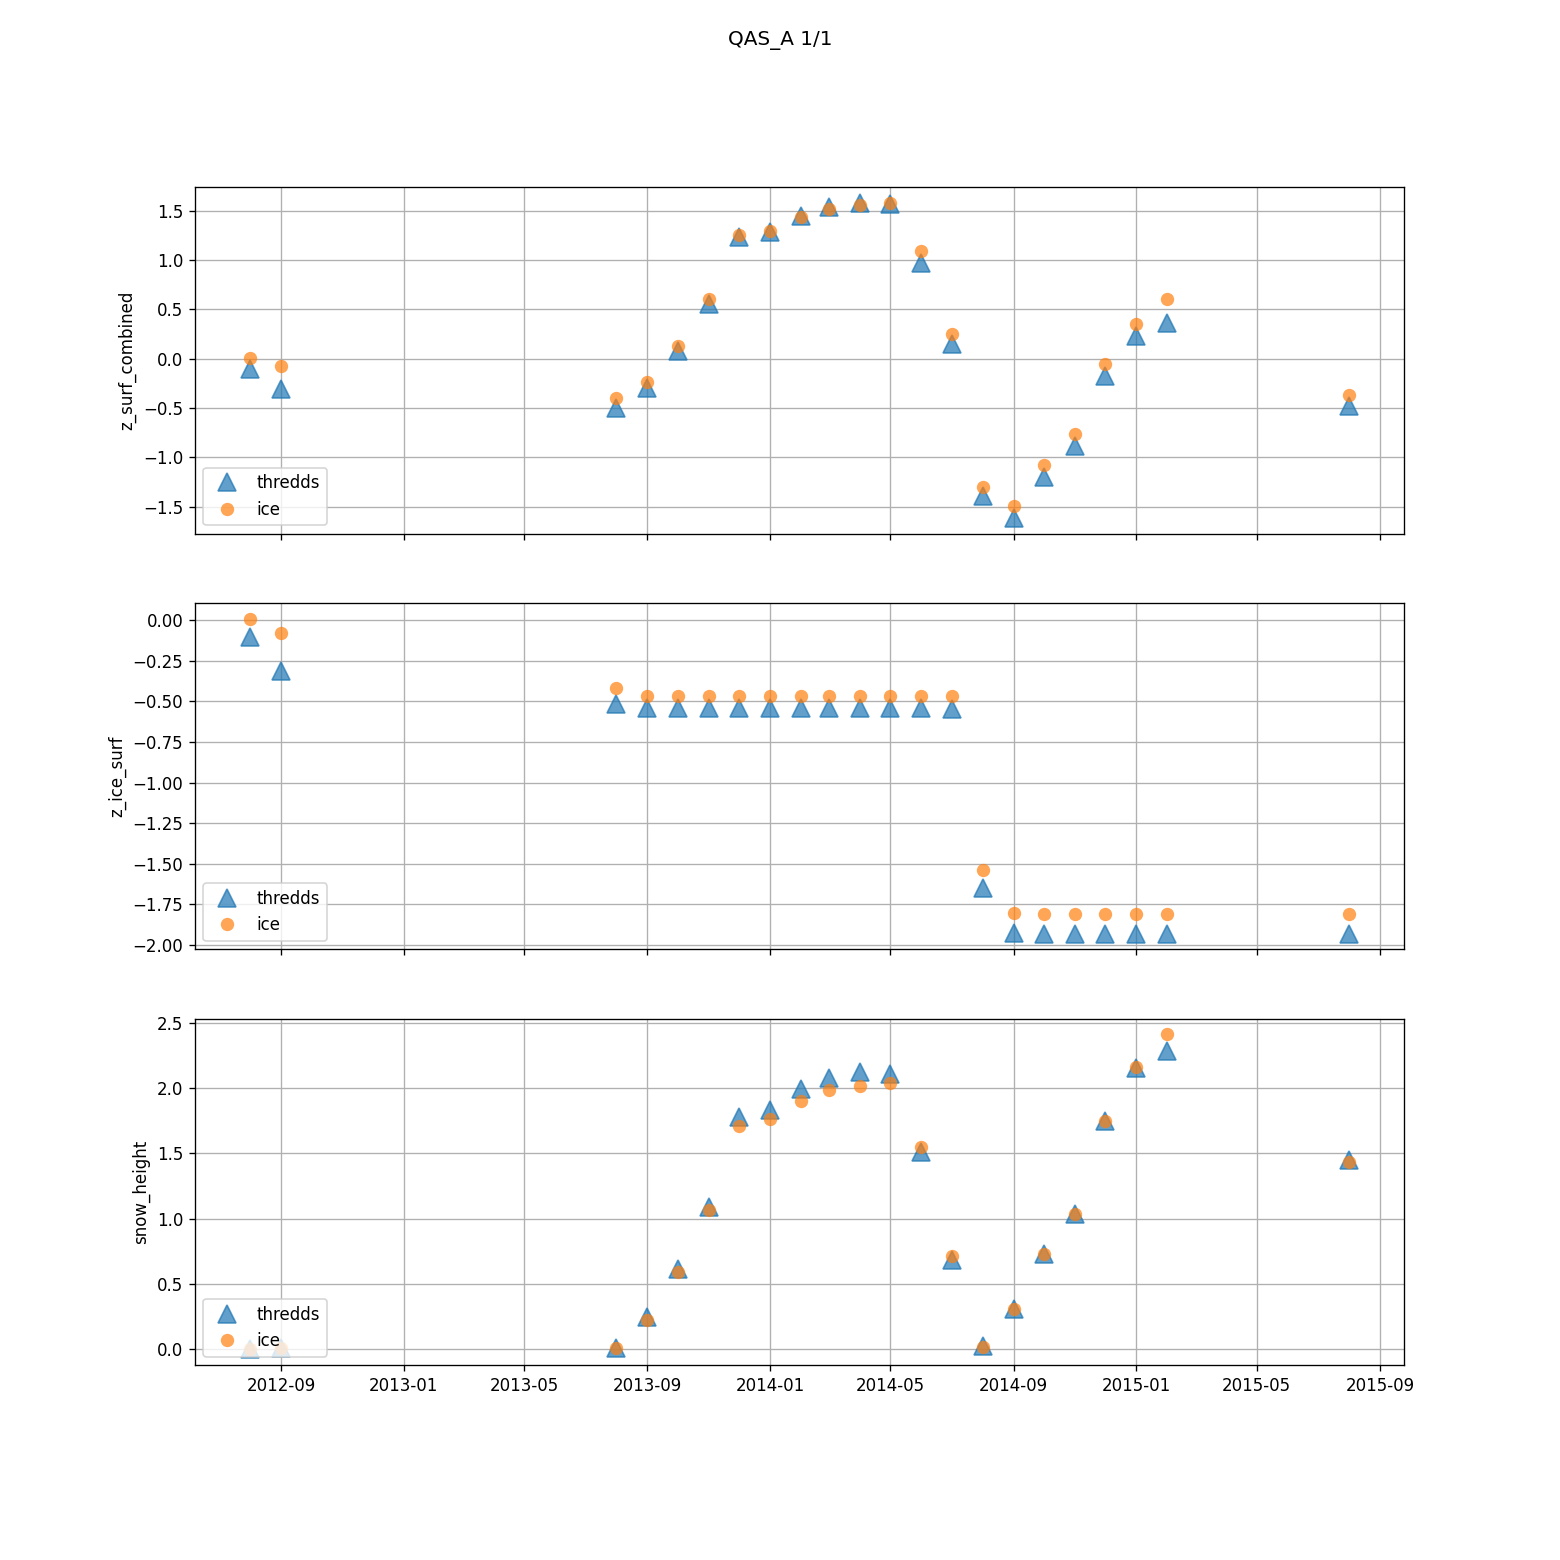 QAS_A 1/1
1.5
1.0
0.5
0.0
−0.5
−1.0
−1.5
z_surf_combined
thredds
ice
0.00
−0.25
−0.50
−0.75
−1.00
−1.25
−1.50
−1.75
−2.00
z_ice_surf
thredds
ice
2.5
2.0
1.5
1.0
0.5
0.0
snow_height
thredds
ice
2012-09 2013-01 2013-05 2013-09 2014-01 2014-05 2014-09 2015-01 2015-05 2015-09